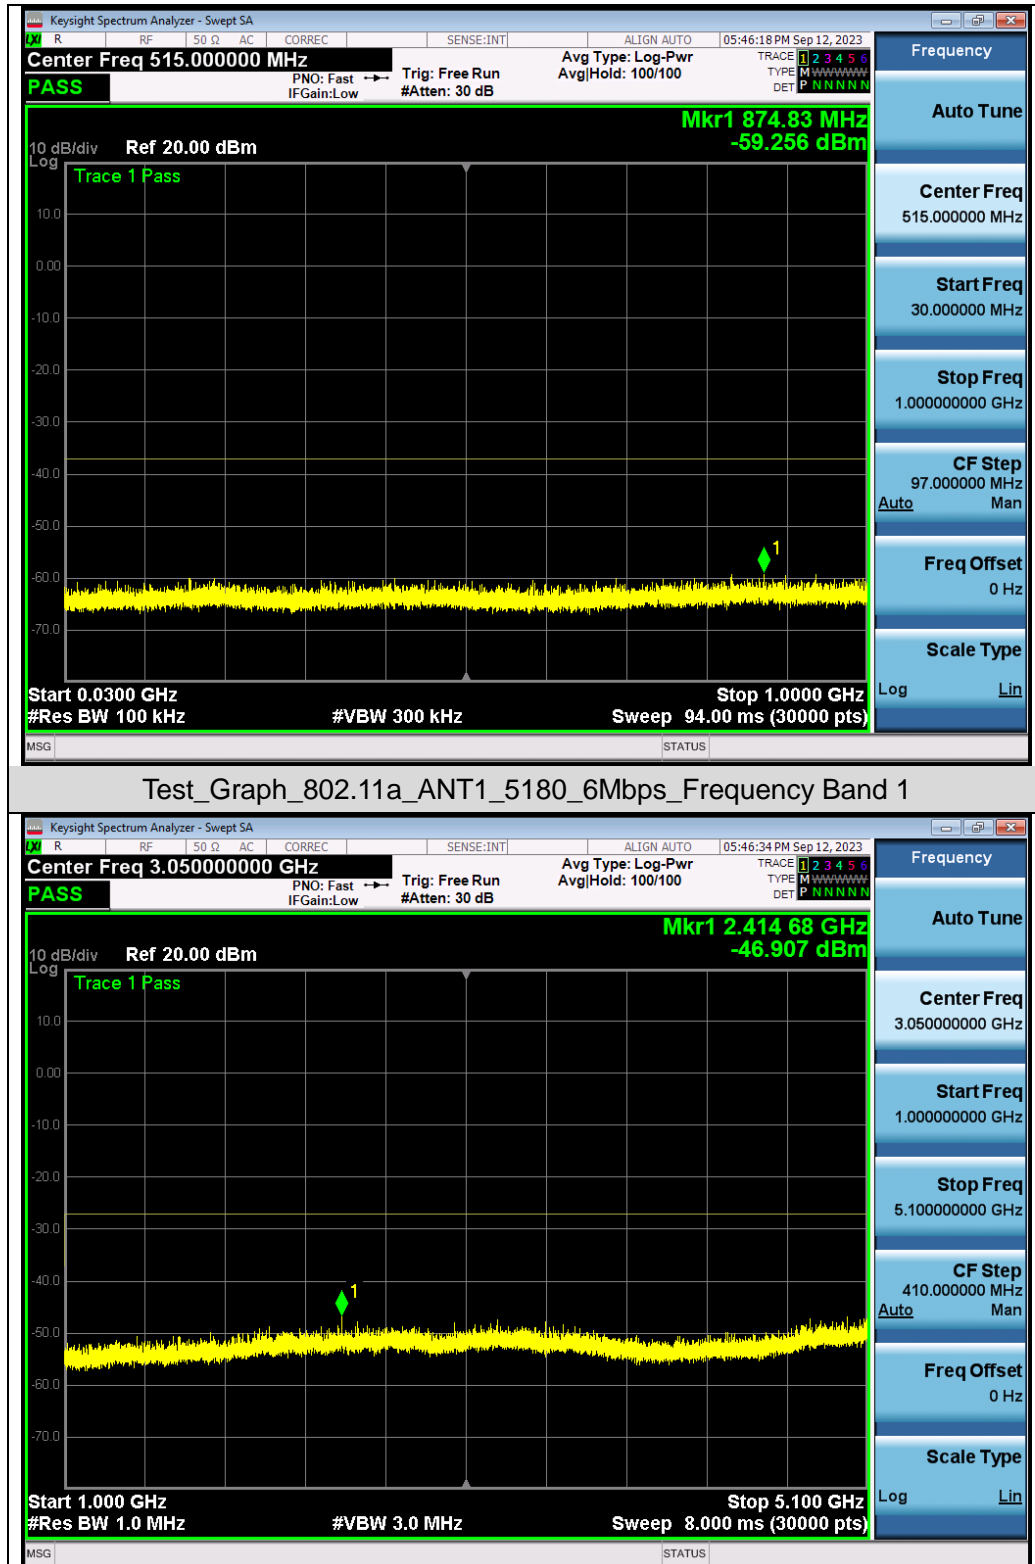 Keysight Spectrum Analyzer - Swept SA
LXI R RF 50 Ω AC CORREC SENSE:INT ALIGN AUTO 05:46:18 PM Sep 12, 2023
Center Freq 515.000000 MHz
PASS
PNO: Fast
IFGain:Low
Trig: Free Run
#Atten: 30 dB
Avg Type: Log-Pwr
Avg|Hold: 100/100
TRACE 1 2 3 4 5 6
TYPE M WWWWW
DET P N N N N N
Mkr1 874.83 MHz
-59.256 dBm
10 dB/div Ref 20.00 dBm
Log
Trace 1 Pass
10.0
0.00
-10.0
-20.0
-30.0
-40.0
-50.0
1
-60.0
-70.0
Start 0.0300 GHz Stop 1.0000 GHz
#Res BW 100 kHz #VBW 300 kHz Sweep 94.00 ms (30000 pts)
MSG STATUS
Frequency
Auto Tune
Center Freq
515.000000 MHz
Start Freq
30.000000 MHz
Stop Freq
1.000000000 GHz
CF Step
97.000000 MHz
Auto Man
Freq Offset
0 Hz
Scale Type
Log Lin
Test_Graph_802.11a_ANT1_5180_6Mbps_Frequency Band 1
Keysight Spectrum Analyzer - Swept SA
LXI R RF 50 Ω AC CORREC SENSE:INT ALIGN AUTO 05:46:34 PM Sep 12, 2023
Center Freq 3.050000000 GHz
PASS
PNO: Fast
IFGain:Low
Trig: Free Run
#Atten: 30 dB
Avg Type: Log-Pwr
Avg|Hold: 100/100
TRACE 1 2 3 4 5 6
TYPE M WWWWW
DET P N N N N N
Mkr1 2.414 68 GHz
-46.907 dBm
10 dB/div Ref 20.00 dBm
Log
Trace 1 Pass
10.0
0.00
-10.0
-20.0
-30.0
-40.0
1
-50.0
-60.0
-70.0
Start 1.000 GHz Stop 5.100 GHz
#Res BW 1.0 MHz #VBW 3.0 MHz Sweep 8.000 ms (30000 pts)
MSG STATUS
Frequency
Auto Tune
Center Freq
3.050000000 GHz
Start Freq
1.000000000 GHz
Stop Freq
5.100000000 GHz
CF Step
410.000000 MHz
Auto Man
Freq Offset
0 Hz
Scale Type
Log Lin